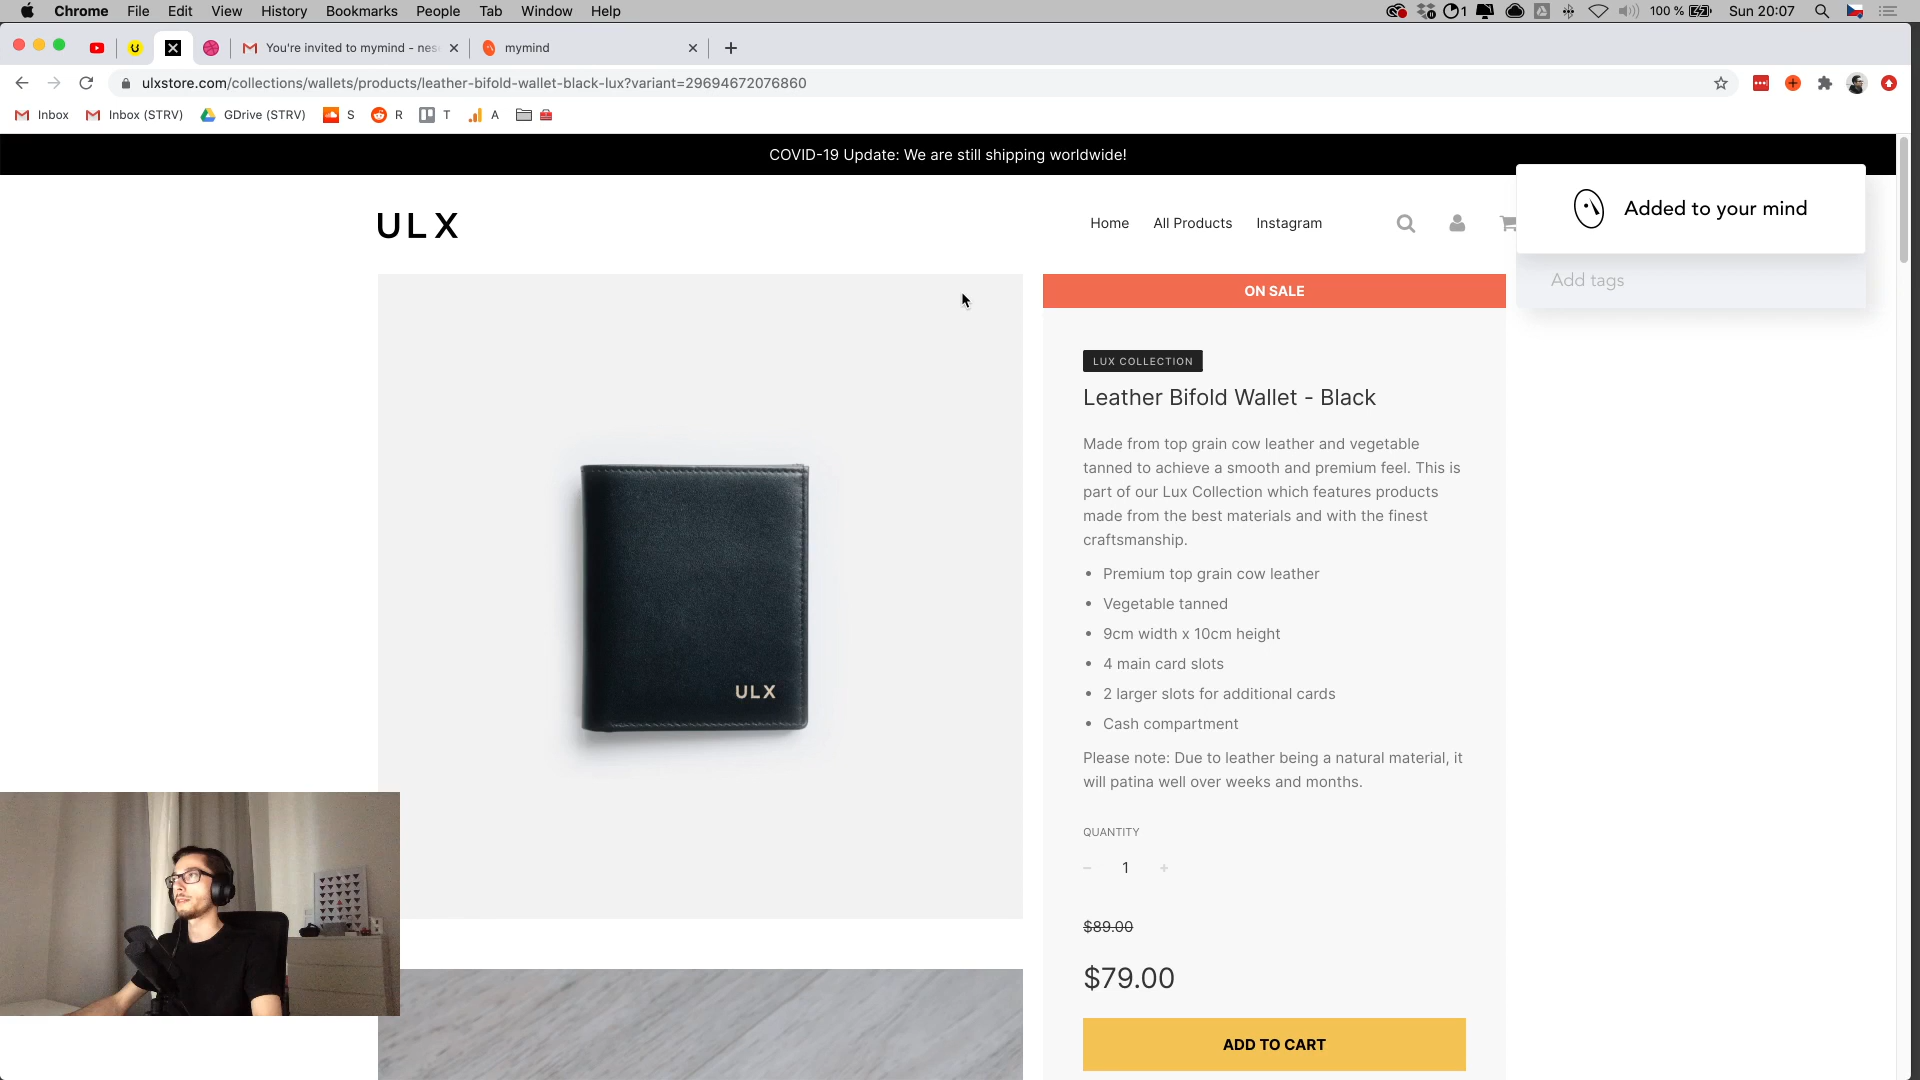 Chrome File Edit View History Bookmarks People Tab Window Help
1 100 % Sun 20:07
You're invited to mymind - nes
mymind
ulxstore.com/collections/wallets/products/leather-bifold-wallet-black-lux?variant=29694672076860
Inbox Inbox (STRV) GDrive (STRV) S R T A
COVID-19 Update: We are still shipping worldwide!
ULX
Home All Products Instagram
Added to your mind
Add tags
ON SALE
LUX COLLECTION
Leather Bifold Wallet - Black
Made from top grain cow leather and vegetable
tanned to achieve a smooth and premium feel. This is
part of our Lux Collection which features products
made from the best materials and with the finest
craftsmanship.
• Premium top grain cow leather
• Vegetable tanned
• 9cm width x 10cm height
• 4 main card slots
• 2 larger slots for additional cards
• Cash compartment
Please note: Due to leather being a natural material, it
will patina well over weeks and months.
ULX
QUANTITY
− 1 +
$89.00
$79.00
ADD TO CART